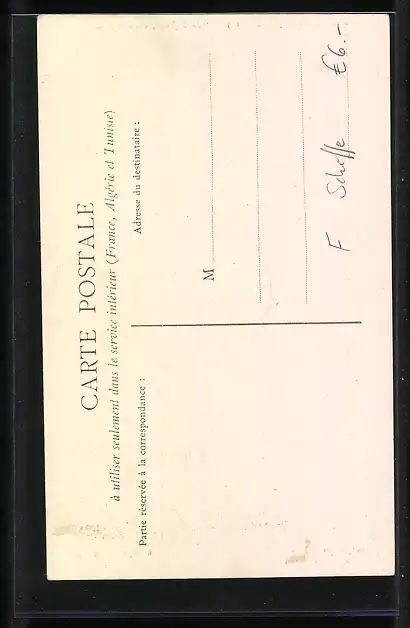 CARTE POSTALE
à utiliser seulement dans le service intérieur (France, Algérie et Tunisie)
Partie réservée à la correspondance :
Adresse du destinataire :
M
F Schiffe €6.-